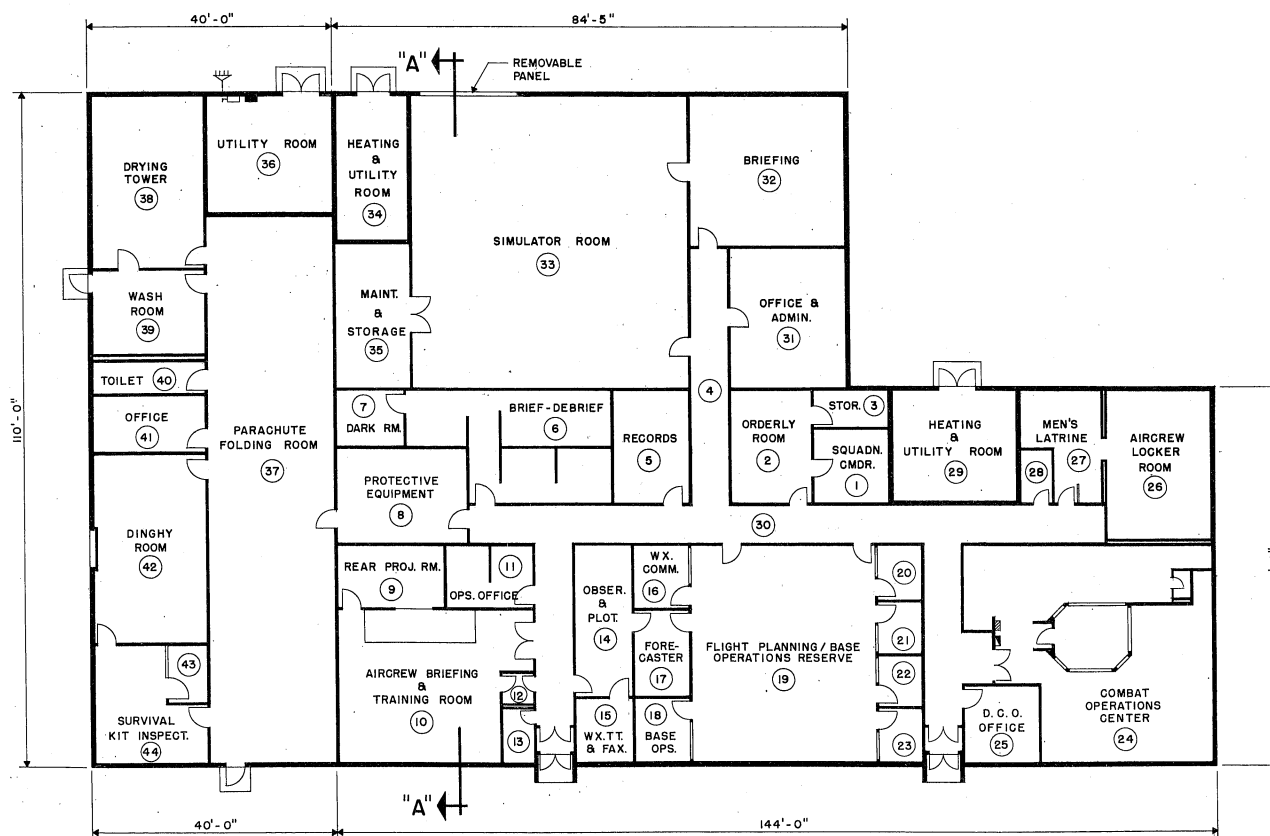 40'-0"
84'-5"
"A"
REMOVABLE
PANEL
UTILITY ROOM
36
HEATING
&
UTILITY
ROOM
34
DRYING
TOWER
38
BRIEFING
32
SIMULATOR ROOM
33
WASH
ROOM
39
MAINT.
&
STORAGE
35
OFFICE &
ADMIN.
31
TOILET 40
OFFICE
41
110'-0"
PARACHUTE
FOLDING ROOM
37
7
DARK RM.
BRIEF-DEBRIEF
6
RECORDS
5
4
ORDERLY
ROOM
2
STOR. 3
SQUADN.
CMDR.
1
HEATING
&
UTILITY ROOM
29
MEN'S
LATRINE
27
28
AIRCREW
LOCKER
ROOM
26
PROTECTIVE
EQUIPMENT
8
30
DINGHY
ROOM
42
REAR PROJ. RM.
9
11
OPS. OFFICE
OBSER.
&
PLOT.
14
WX.
COMM.
16
FORE-
CASTER
17
FLIGHT PLANNING/BASE
OPERATIONS RESERVE
19
20
21
22
23
43
SURVIVAL
KIT INSPECT.
44
AIRCREW BRIEFING
&
TRAINING ROOM
10
12
13
15
WX.TT.
& FAX.
18
BASE
OPS.
D.C.O.
OFFICE
25
COMBAT
OPERATIONS
CENTER
24
"A"
40'-0"
144'-0"